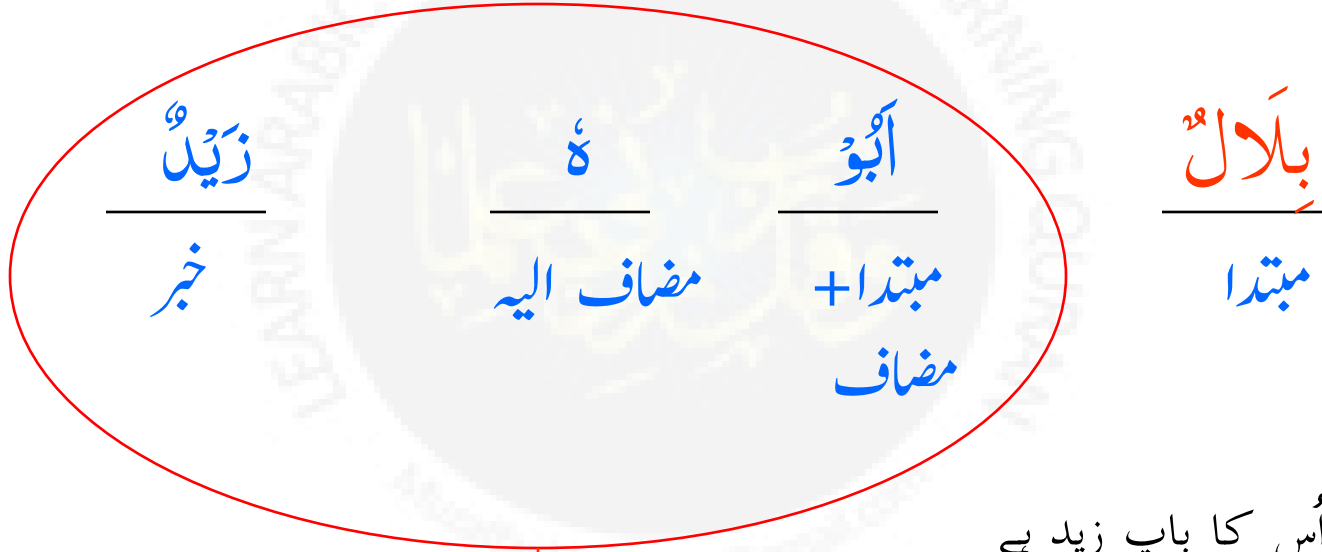 بِلَالٌ اَبُوْ هٗ زَيْدٌ
مبتدا مبتدا+ مضاف الیہ خبر
مضاف
اُس کا باپ زید ہے